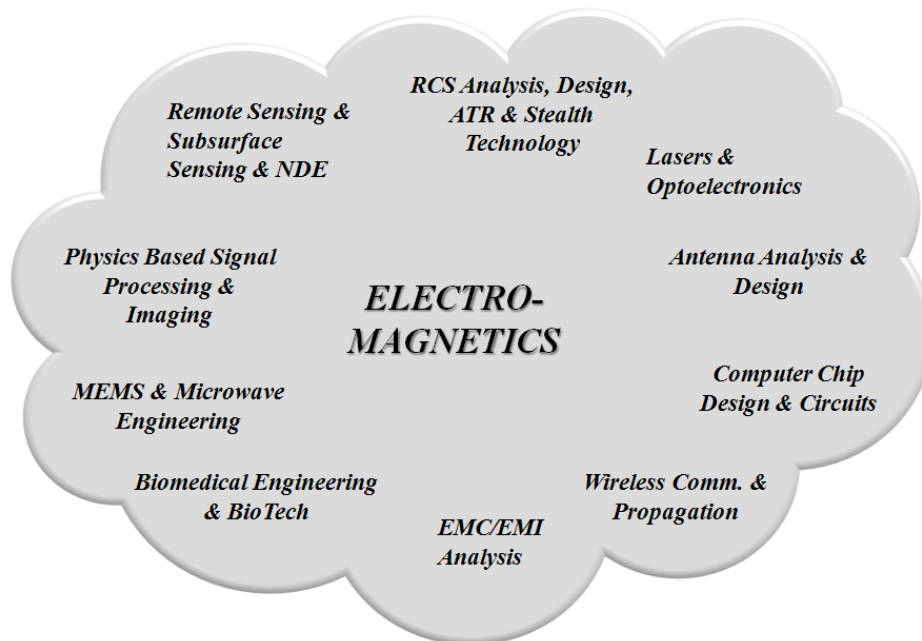 RCS Analysis, Design,
ATR & Stealth
Technology
Remote Sensing &
Subsurface
Sensing & NDE
Lasers &
Optoelectronics
Physics Based Signal
Processing &
Imaging
Antenna Analysis &
Design
ELECTRO-
MAGNETICS
MEMS & Microwave
Engineering
Computer Chip
Design & Circuits
Biomedical Engineering
& BioTech
Wireless Comm. &
Propagation
EMC/EMI
Analysis